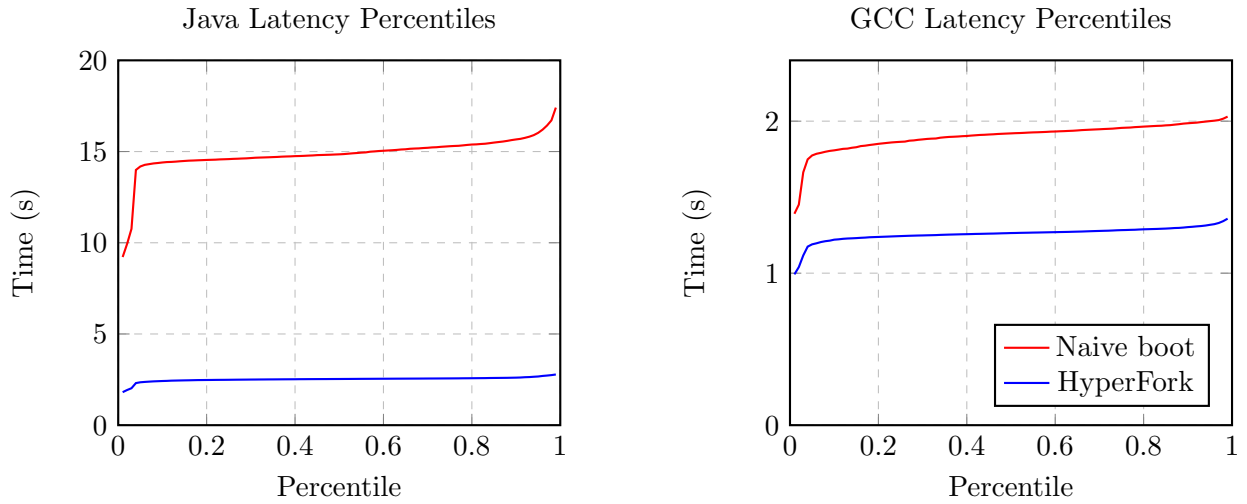 Java Latency Percentiles
20
15
10
5
0
0 0.2 0.4 0.6 0.8 1
Time (s)
Percentile
GCC Latency Percentiles
2
1
0
0 0.2 0.4 0.6 0.8 1
Time (s)
Percentile
Naive boot
HyperFork